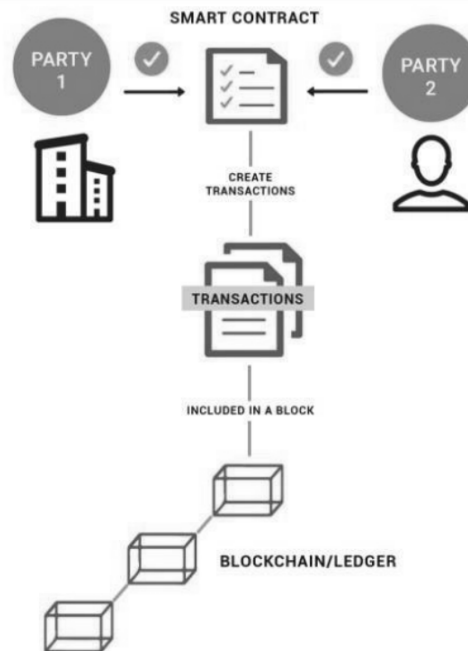 SMART CONTRACT
PARTY
1
PARTY
2
CREATE
TRANSACTIONS
TRANSACTIONS
INCLUDED IN A BLOCK
BLOCKCHAIN/LEDGER